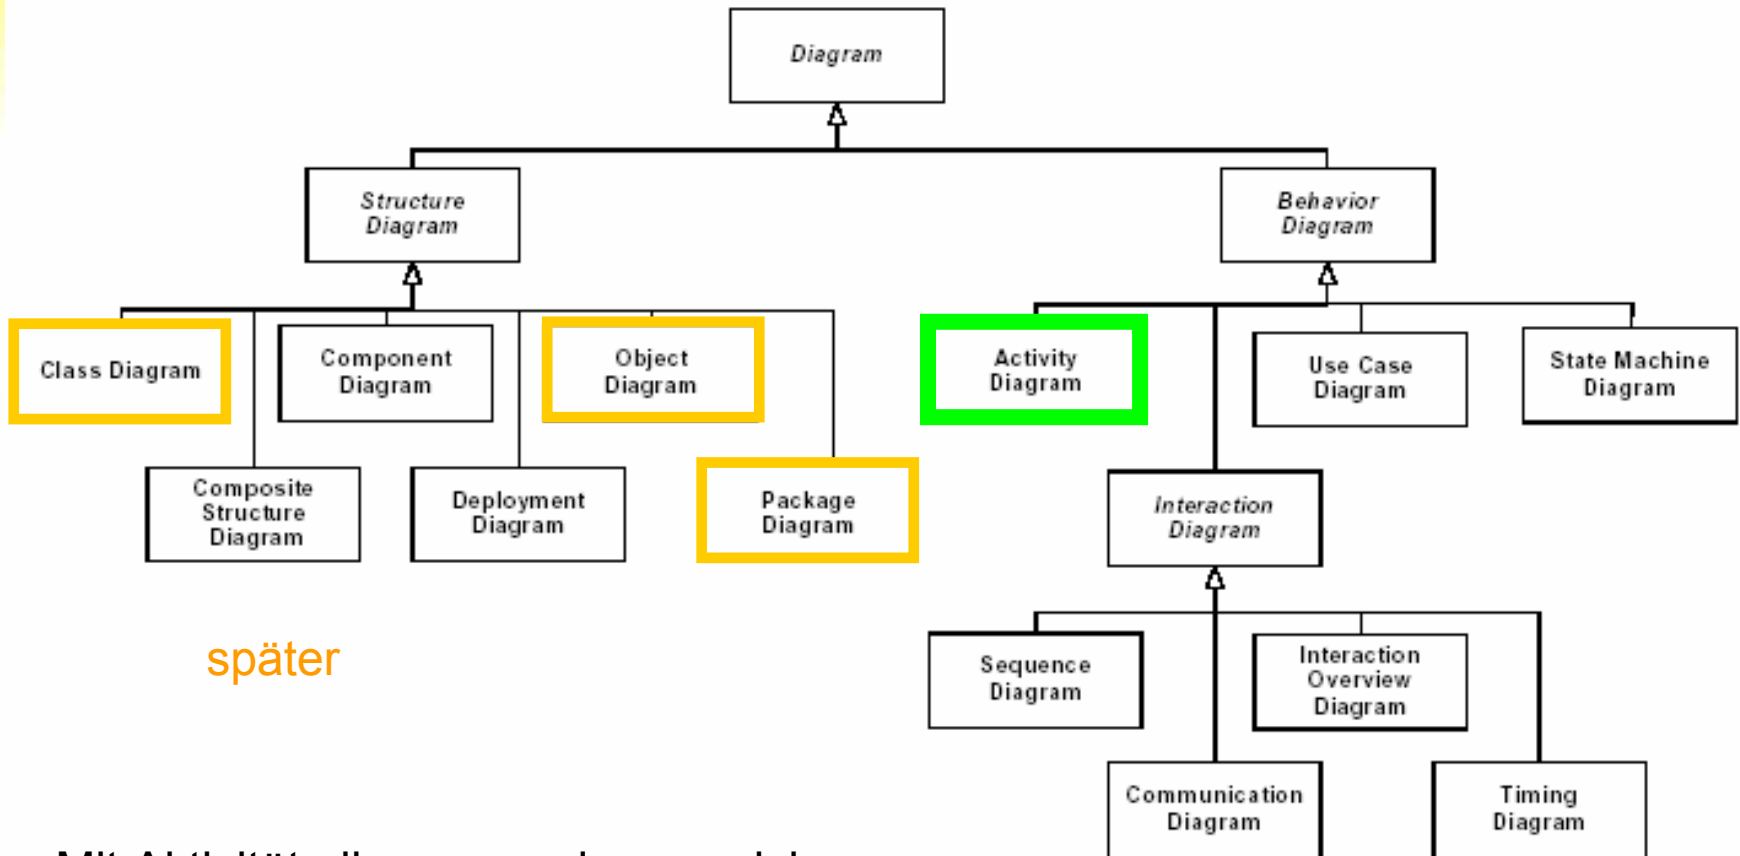 Diagram
Structure
Diagram
Behavior
Diagram
Class Diagram
Component
Diagram
Object
Diagram
Activity
Diagram
Use Case
Diagram
State Machine
Diagram
Composite
Structure
Diagram
Deployment
Diagram
Package
Diagram
Interaction
Diagram
später
Sequence
Diagram
Interaction
Overview
Diagram
Communication
Diagram
Timing
Diagram
Mit